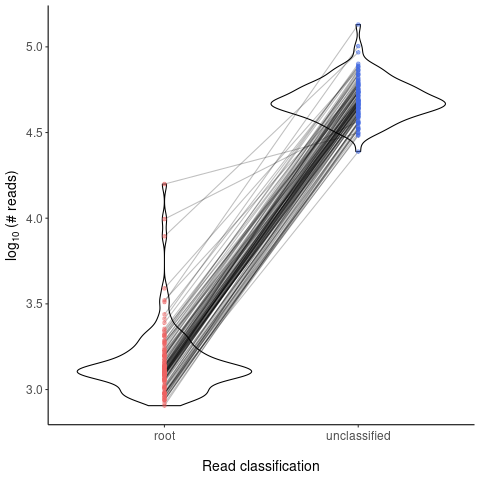 log₁₀ (# reads)
5.0
4.5
4.0
3.5
3.0
root
unclassified
Read classification